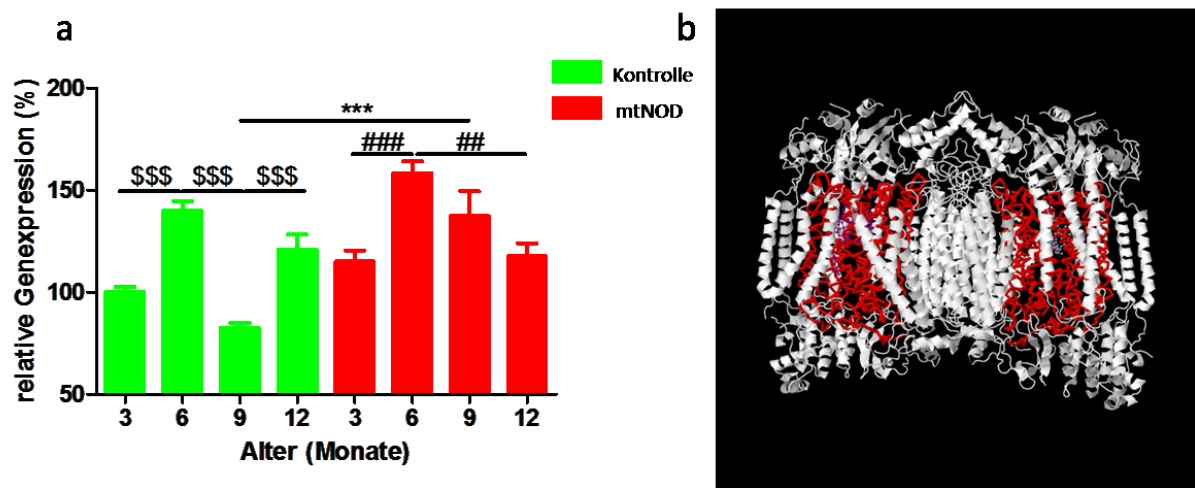 a
b
Kontrolle
mtNOD
relative Genexpression (%)
200
150
100
50
***
### ##
$$$ $$$ $$$
3 6 9 12 3 6 9 12
Alter (Monate)